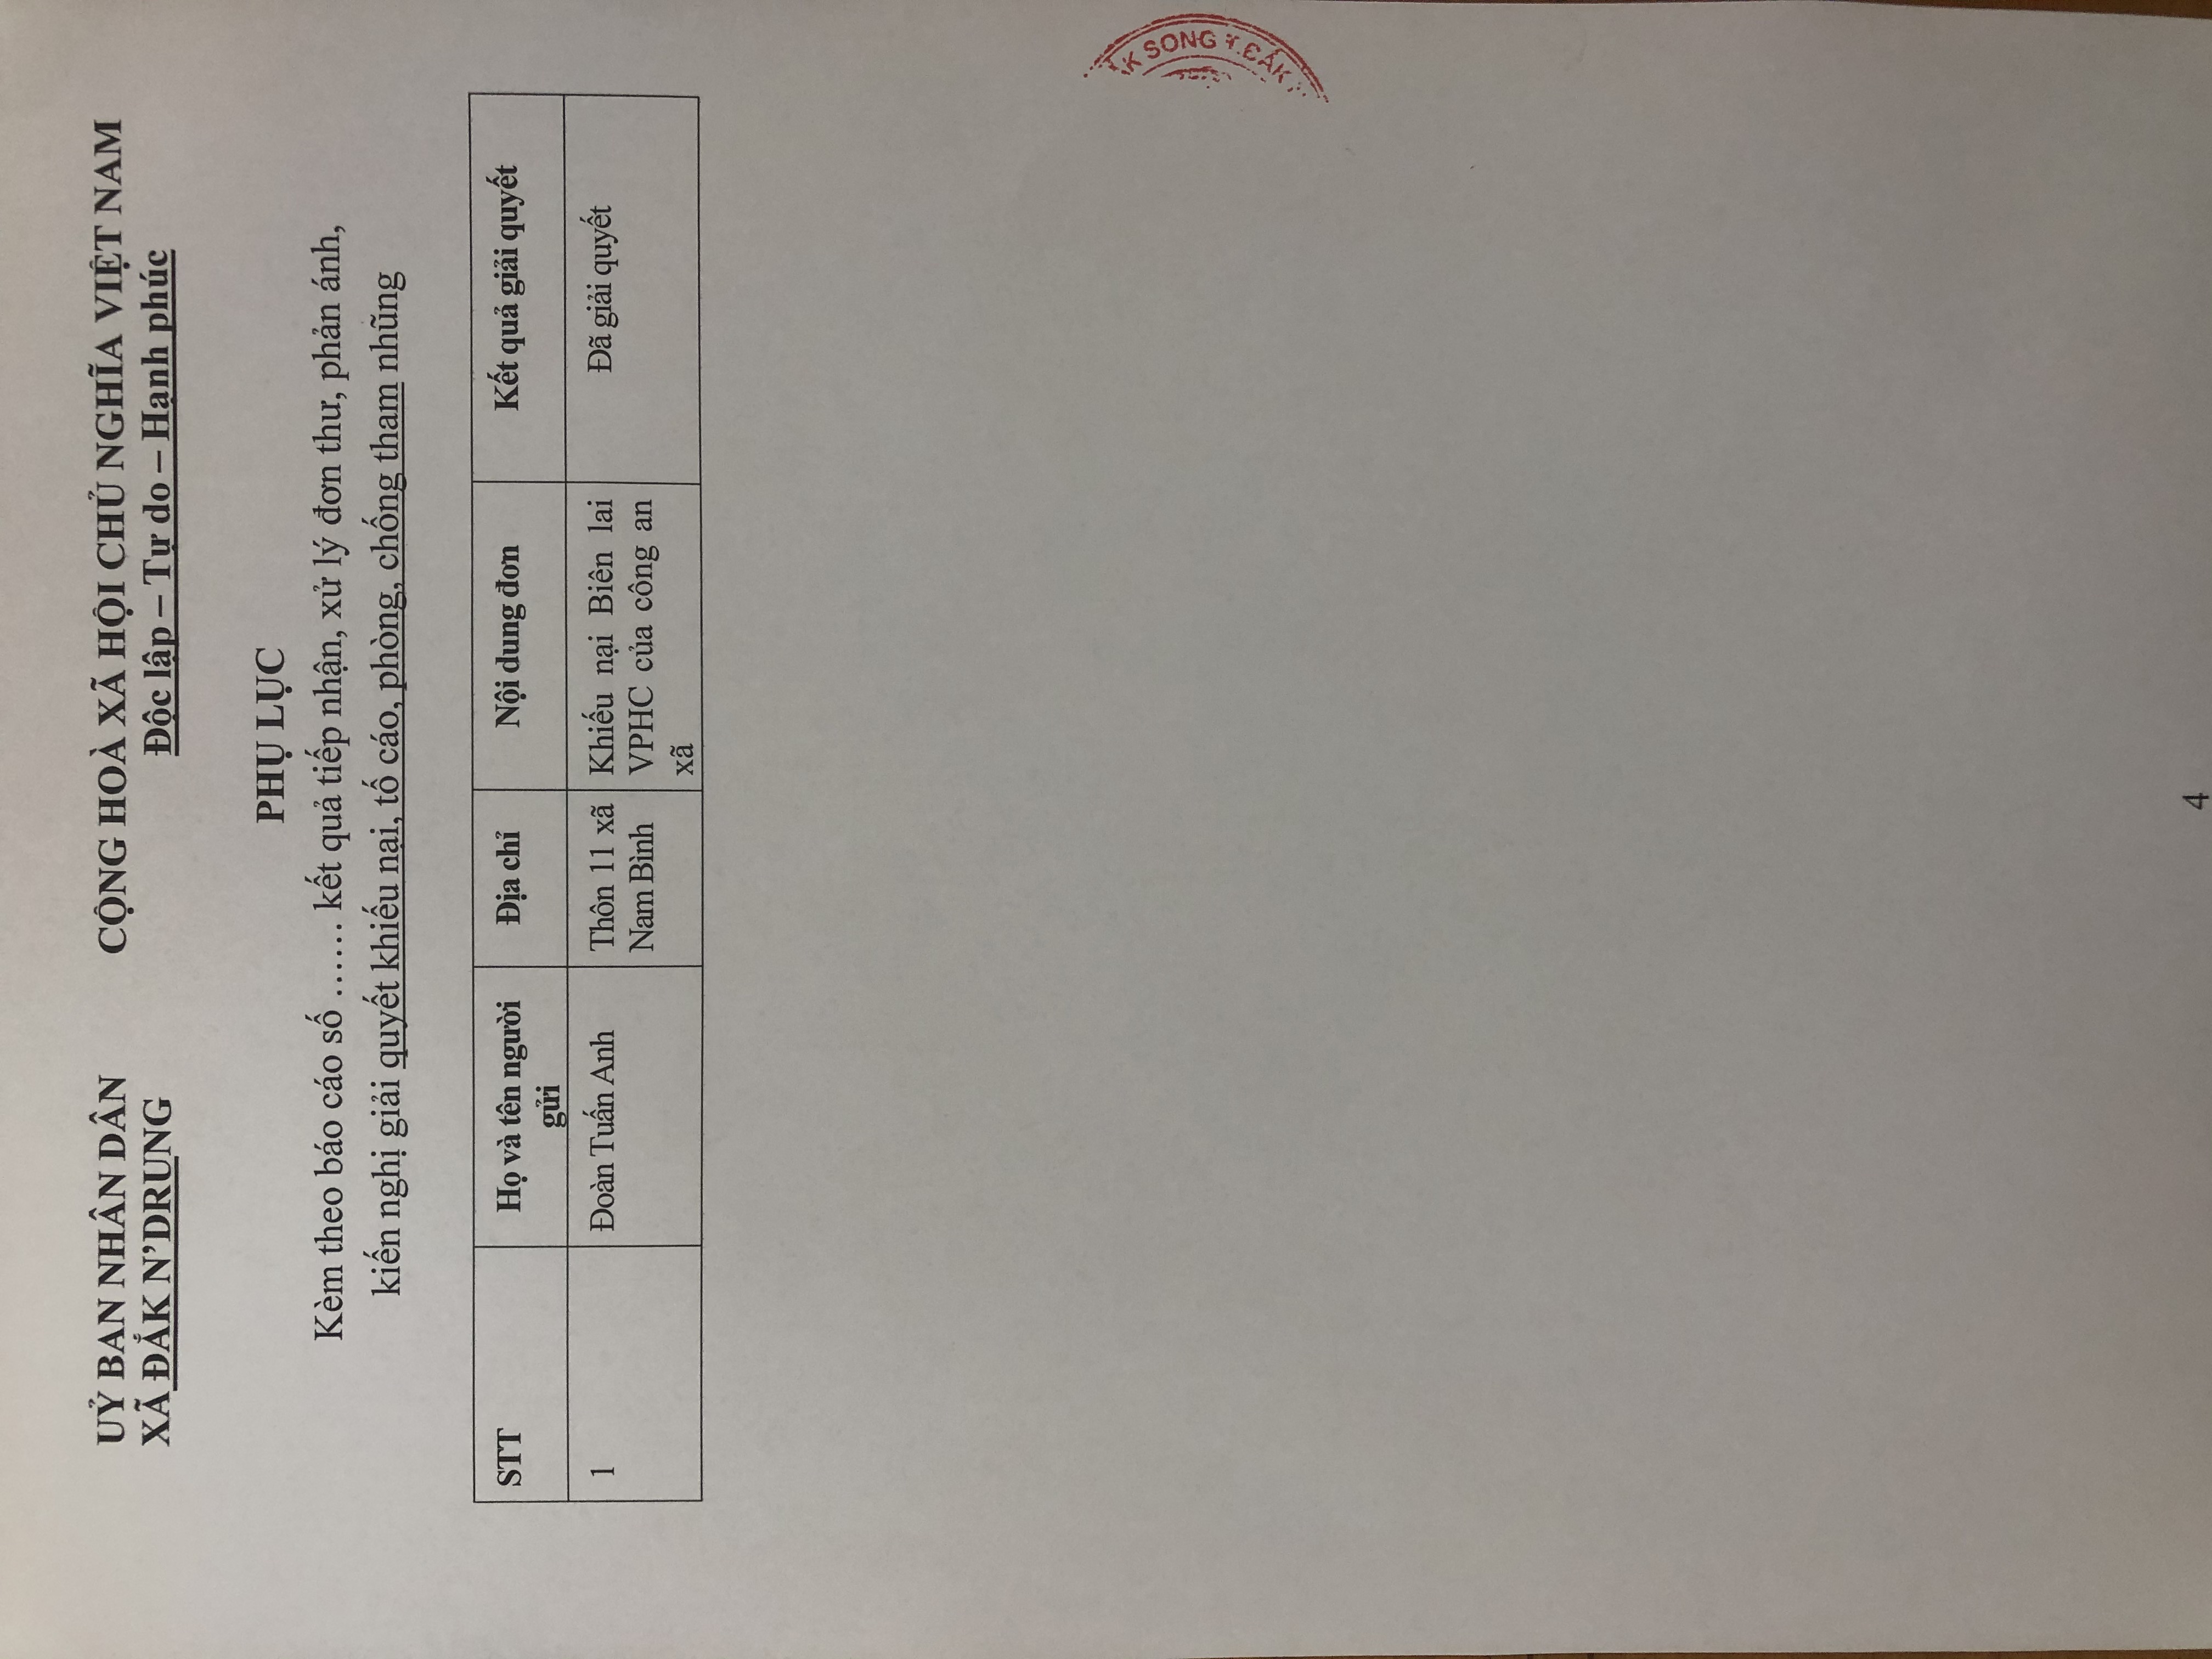 UỶ BAN NHÂN DÂN
XÃ ĐẮK N’DRUNG
CỘNG HOÀ XÃ HỘI CHỦ NGHĨA VIỆT NAM
Độc lập – Tự do – Hạnh phúc
PHỤ LỤC
Kèm theo báo cáo số …… kết quả tiếp nhận, xử lý đơn thư, phản ánh,
kiến nghị giải quyết khiếu nại, tố cáo, phòng, chống tham nhũng
STT
Họ và tên người
gửi
Địa chỉ
Nội dung đơn
Kết quả giải quyết
1
Đoàn Tuấn Anh
Thôn 11 xã
Nam Bình
Khiếu nại Biên lai
VPHC của công an
xã
Đã giải quyết
SONG T.ĐẮK
4